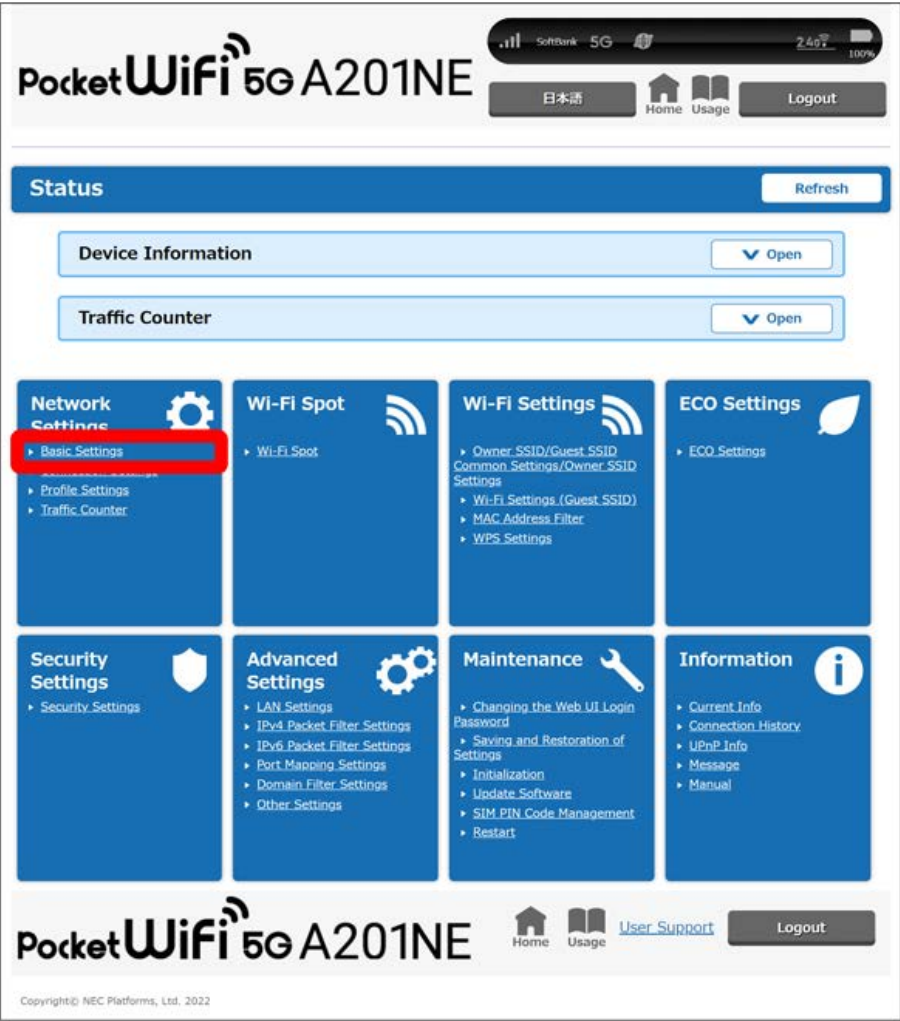 PocketWiFi 5G A201NE
SoftBank 5G 2.4G 100%
日本語
Home Usage
Logout
Status
Refresh
Device Information
Open
Traffic Counter
Open
Network
Settings
Basic Settings
Profile Settings
Traffic Counter
Wi-Fi Spot
Wi-Fi Spot
Wi-Fi Settings
Owner SSID/Guest SSID
Common Settings/Owner SSID
Settings
Wi-Fi Settings (Guest SSID)
MAC Address Filter
WPS Settings
ECO Settings
ECO Settings
Security
Settings
Security Settings
Advanced
Settings
LAN Settings
IPv4 Packet Filter Settings
IPv6 Packet Filter Settings
Port Mapping Settings
Domain Filter Settings
Other Settings
Maintenance
Changing the Web UI Login
Password
Saving and Restoration of
Settings
Initialization
Update Software
SIM PIN Code Management
Restart
Information
Current Info
Connection History
UPnP Info
Message
Manual
PocketWiFi 5G A201NE
Home Usage
User Support
Logout
Copyright© NEC Platforms, Ltd. 2022